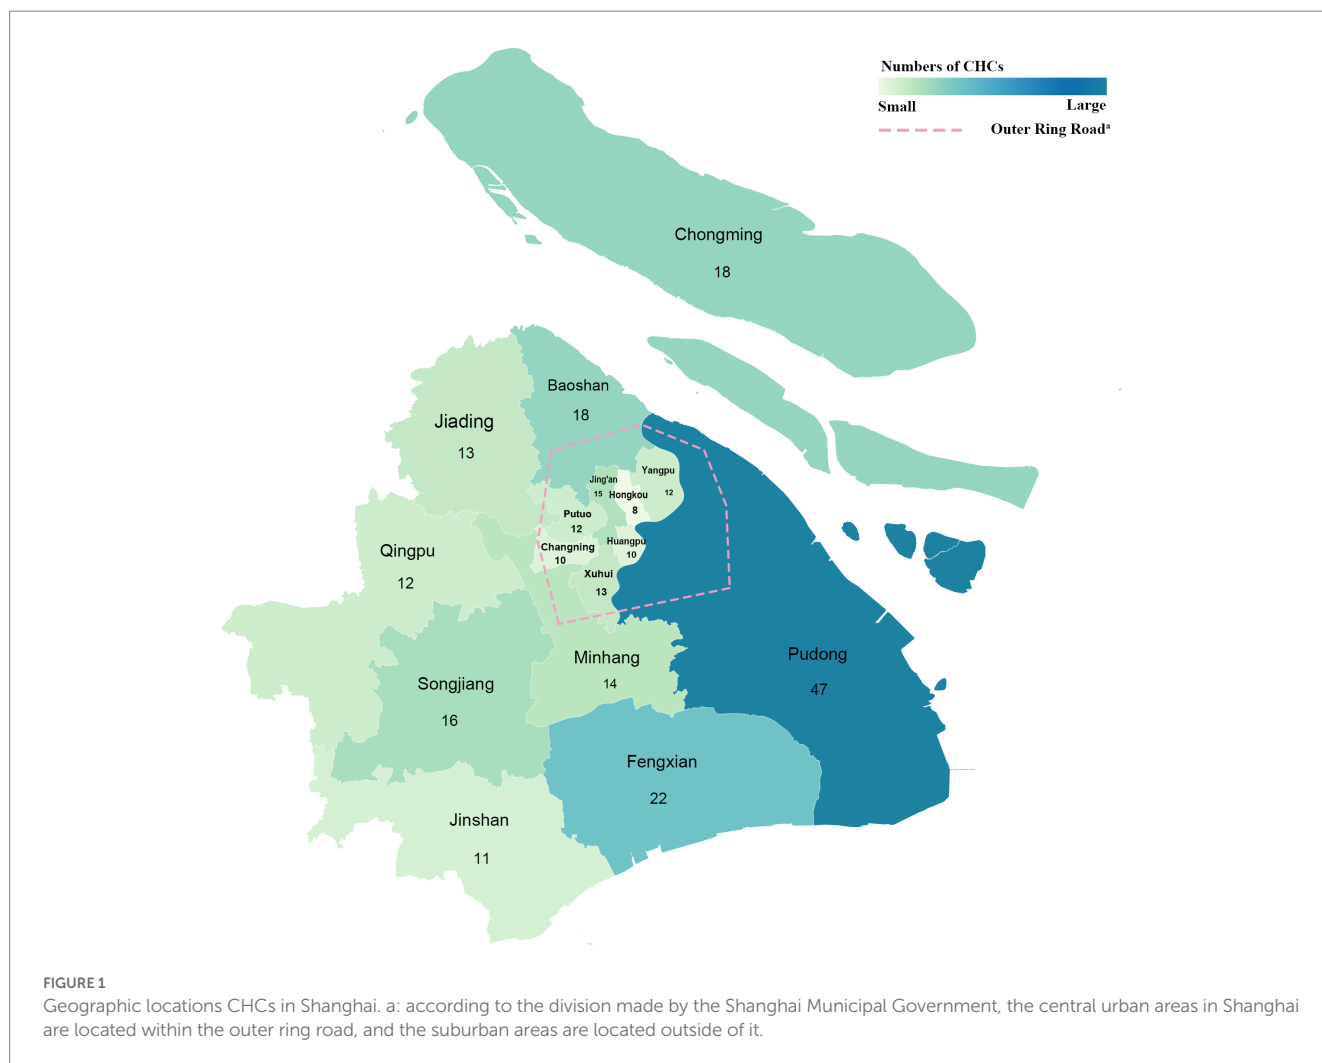 Numbers of CHCs
Small Large
Outer Ring Roadᵃ
Chongming
18
Baoshan
18
Jiading
13
Yangpu
12
Jing'an
15
Hongkou
8
Putuo
12
Huangpu
10
Changning
10
Qingpu
12
Xuhui
13
Minhang
14
Pudong
47
Songjiang
16
Fengxian
22
Jinshan
11
FIGURE 1
Geographic locations CHCs in Shanghai. a: according to the division made by the Shanghai Municipal Government, the central urban areas in Shanghai
are located within the outer ring road, and the suburban areas are located outside of it.